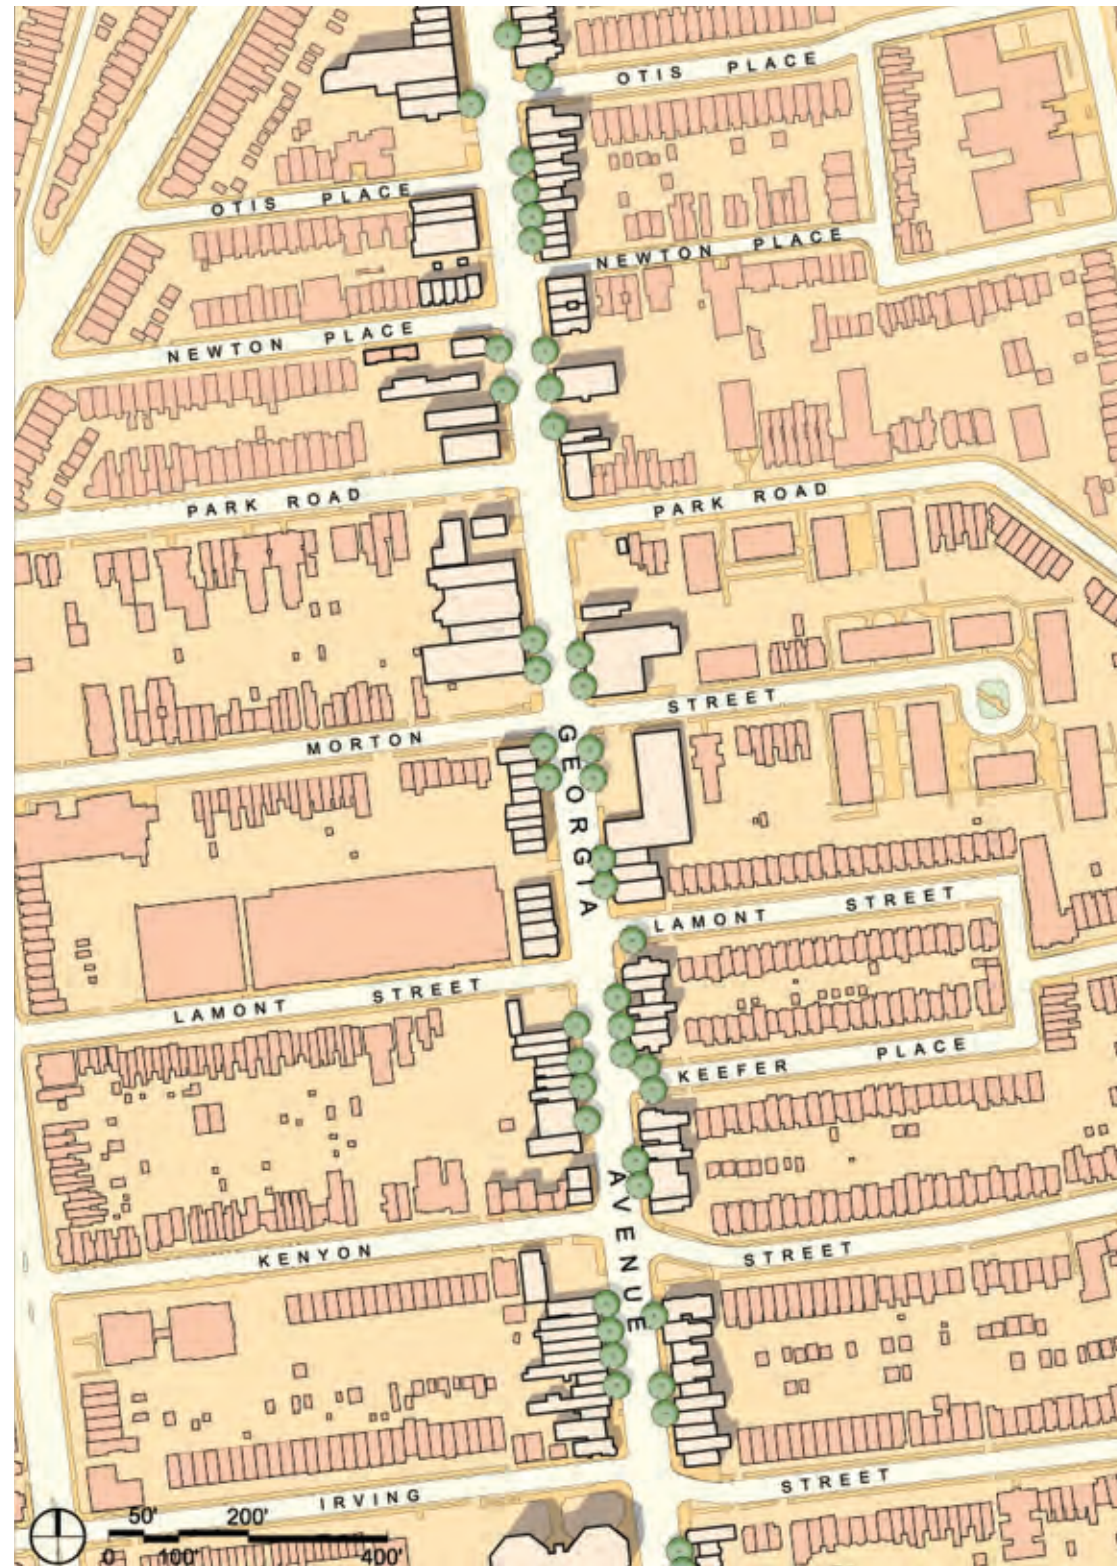 OTIS PLACE
OTIS PLACE
NEWTON PLACE
NEWTON PLACE
PARK ROAD
PARK ROAD
STREET
MORTON
GEORGIA
LAMONT STREET
LAMONT STREET
KEEFER PLACE
AVENUE
KENYON
STREET
STREET
IRVING
50' 200'
0 100' 400'